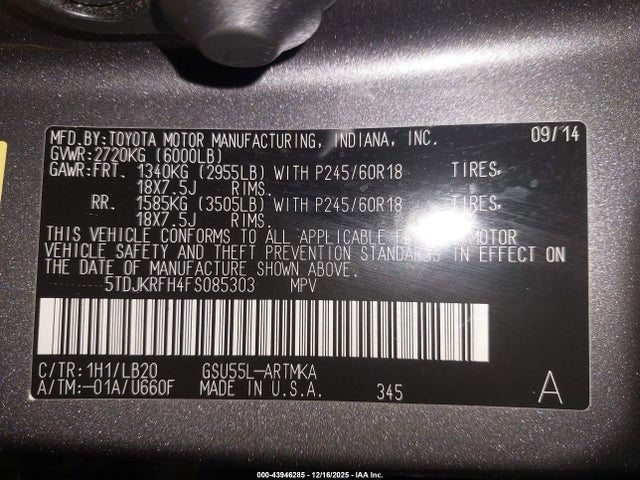 MFD.BY:TOYOTA MOTOR MANUFACTURING, INDIANA, INC. 09/14
GVWR:2720KG (6000LB)
GAWR:FRT. 1340KG (2955LB) WITH P245/60R18 TIRES,
18X7.5J RIMS.
RR. 1585KG (3505LB) WITH P245/60R18 TIRES,
18X7.5J RIMS.
THIS VEHICLE CONFORMS TO ALL APPLICABLE MOTOR
VEHICLE SAFETY AND THEFT PREVENTION STANDARDS IN EFFECT ON
THE DATE OF MANUFACTURE SHOWN ABOVE.
5TDJKRFH4FS085303 MPV
C/TR:1H1/LB20 GSU55L-ARTMKA
A/TM:-01A/U660F MADE IN U.S.A. 345 A
000-43946285 - 12/16/2025 - IAA Inc.